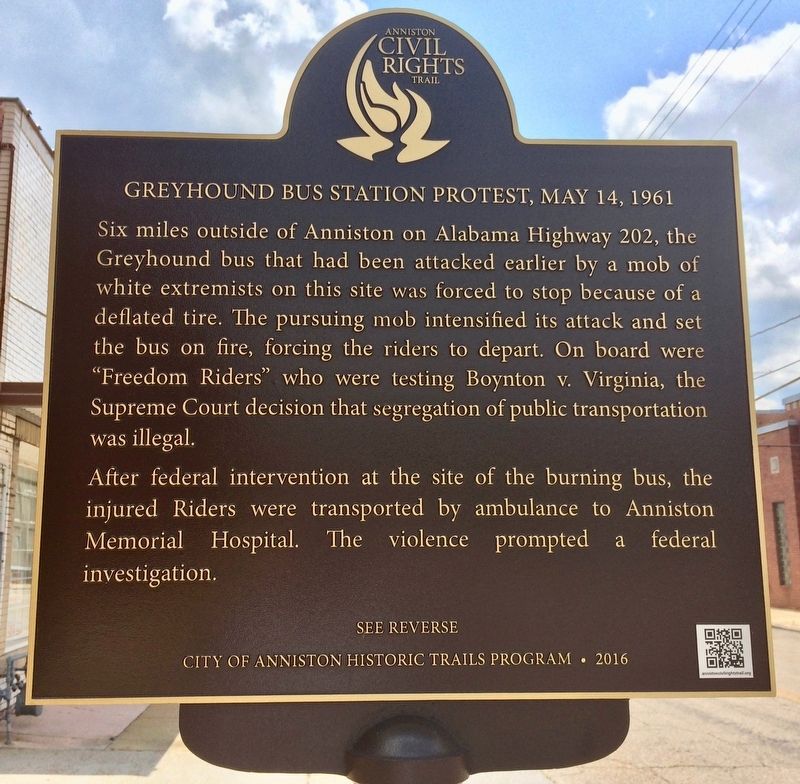 ANNISTON
CIVIL
RIGHTS
TRAIL
GREYHOUND BUS STATION PROTEST, MAY 14, 1961
Six miles outside of Anniston on Alabama Highway 202, the
Greyhound bus that had been attacked earlier by a mob of
white extremists on this site was forced to stop because of a
deflated tire. The pursuing mob intensified its attack and set
the bus on fire, forcing the riders to depart. On board were
“Freedom Riders” who were testing Boynton v. Virginia, the
Supreme Court decision that segregation of public transportation
was illegal.
After federal intervention at the site of the burning bus, the
injured Riders were transported by ambulance to Anniston
Memorial Hospital. The violence prompted a federal
investigation.
SEE REVERSE
CITY OF ANNISTON HISTORIC TRAILS PROGRAM • 2016